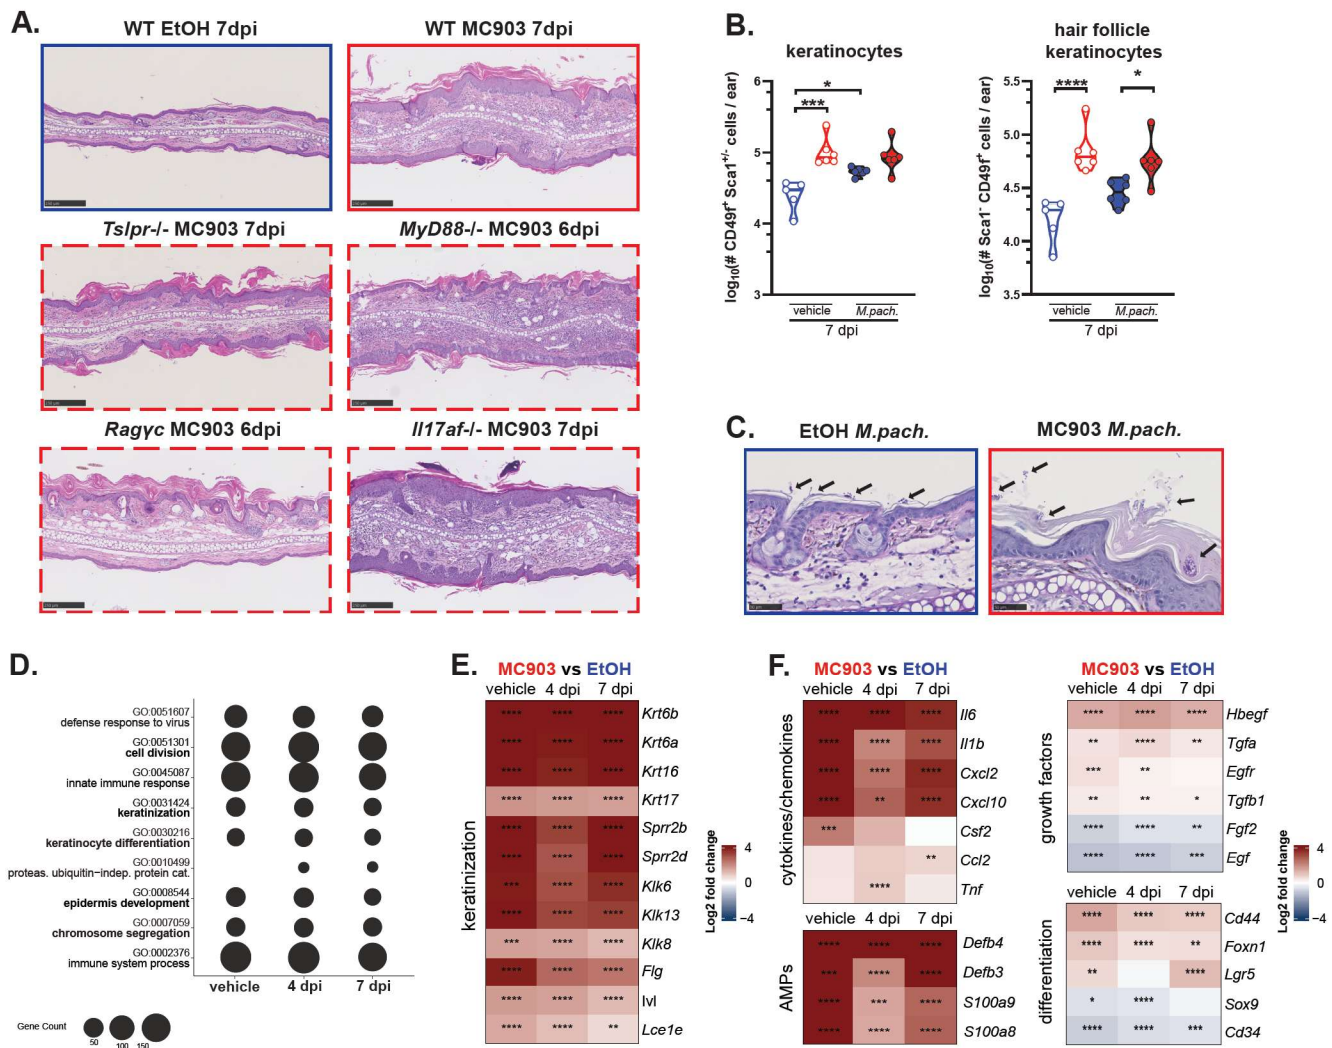 A.
WT EtOH 7dpi
WT MC903 7dpi
Tslpr-/- MC903 7dpi
MyD88-/- MC903 6dpi
Ragγc MC903 6dpi
Il17af-/- MC903 7dpi
B.
keratinocytes
log10(# CD49f+ Sca1+/- cells / ear)
6
5
4
3
***
*
vehicle
M.pach.
7 dpi
hair follicle
keratinocytes
log10(# Sca1- CD49f+ cells / ear)
5.5
5.0
4.5
4.0
3.5
****
*
vehicle
M.pach.
7 dpi
C.
EtOH M.pach.
MC903 M.pach.
D.
GO:0051607
defense response to virus
GO:0051301
cell division
GO:0045087
innate immune response
GO:0031424
keratinization
GO:0030216
keratinocyte differentiation
GO:0010499
proteas. ubiquitin-indep. protein cat.
GO:0008544
epidermis development
GO:0007059
chromosome segregation
GO:0002376
immune system process
vehicle 4 dpi 7 dpi
Gene Count
50 100 150
E.
MC903 vs EtOH
vehicle 4 dpi 7 dpi
keratinization
**** **** **** Krt6b
**** **** **** Krt6a
**** **** **** Krt16
**** **** **** Krt17
**** **** **** Sprr2b
**** **** **** Sprr2d
*** **** **** Klk6
**** **** **** Klk13
*** **** **** Klk8
**** **** **** Flg
**** **** **** Ivl
**** **** ** Lce1e
Log2 fold change
4
0
−4
F.
MC903 vs EtOH
vehicle 4 dpi 7 dpi
cytokines/chemokines
**** **** **** Il6
**** **** **** Il1b
**** **** **** Cxcl2
**** ** **** Cxcl10
*** Csf2
** Ccl2
**** Tnf
vehicle 4 dpi 7 dpi
AMPs
**** **** **** Defb4
*** **** **** Defb3
**** *** **** S100a9
**** **** **** S100a8
Log2 fold change
4
0
−4
MC903 vs EtOH
vehicle 4 dpi 7 dpi
growth factors
**** **** **** Hbegf
** **** ** Tgfa
*** ** Egfr
** ** * Tgfb1
**** **** ** Fgf2
**** **** *** Egf
vehicle 4 dpi 7 dpi
differentiation
**** **** **** Cd44
**** **** ** Foxn1
** **** Lgr5
* **** Sox9
**** **** *** Cd34
Log2 fold change
4
0
−4